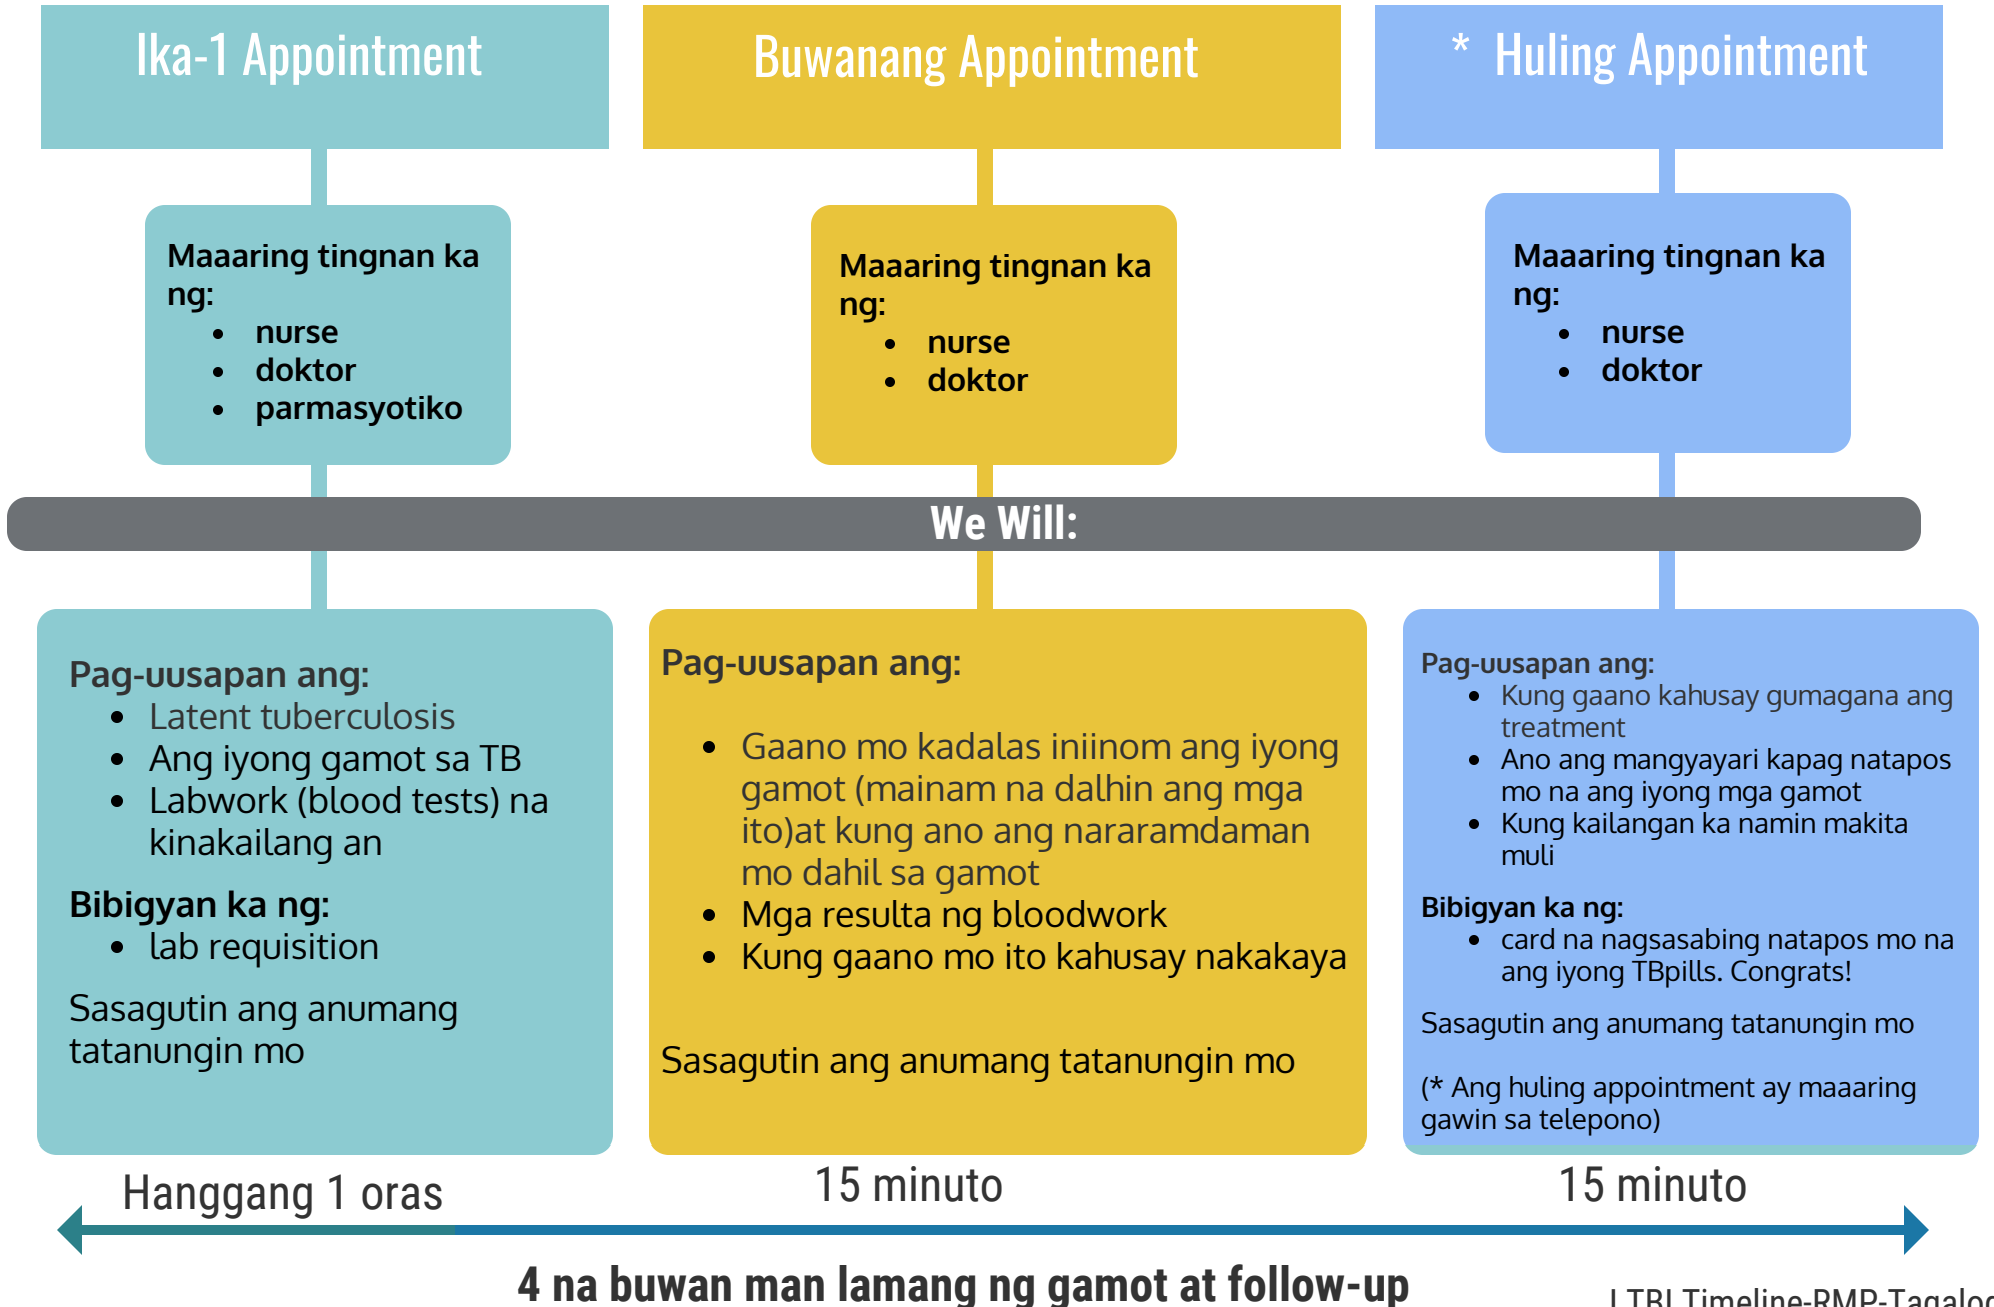 Ika-1 Appointment
Maaaring tingnan ka
ng:
• nurse
• doktor
• parmasyotiko
Buwanang Appointment
Maaaring tingnan ka
ng:
• nurse
• doktor
* Huling Appointment
Maaaring tingnan ka
ng:
• nurse
• doktor
We Will:
Pag-uusapan ang:
• Latent tuberculosis
• Ang iyong gamot sa TB
• Labwork (blood tests) na
kinakailang an
Bibigyan ka ng:
• lab requisition
Sasagutin ang anumang
tatanungin mo
Pag-uusapan ang:
• Gaano mo kadalas iniinom ang iyong
gamot (mainam na dalhin ang mga
ito)at kung ano ang nararamdaman
mo dahil sa gamot
• Mga resulta ng bloodwork
• Kung gaano mo ito kahusay nakakaya
Sasagutin ang anumang tatanungin mo
Pag-uusapan ang:
• Kung gaano kahusay gumagana ang
treatment
• Ano ang mangyayari kapag natapos
mo na ang iyong mga gamot
• Kung kailangan ka namin makita
muli
Bibigyan ka ng:
• card na nagsasabing natapos mo na
ang iyong TBpills. Congrats!
Sasagutin ang anumang tatanungin mo
(* Ang huling appointment ay maaaring
gawin sa telepono)
Hanggang 1 oras
15 minuto
15 minuto
4 na buwan man lamang ng gamot at follow-up
LTBI Timeline-RMP-Tagalog